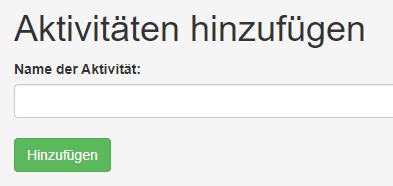 Aktivitäten hinzufügen
Name der Aktivität:
Hinzufügen